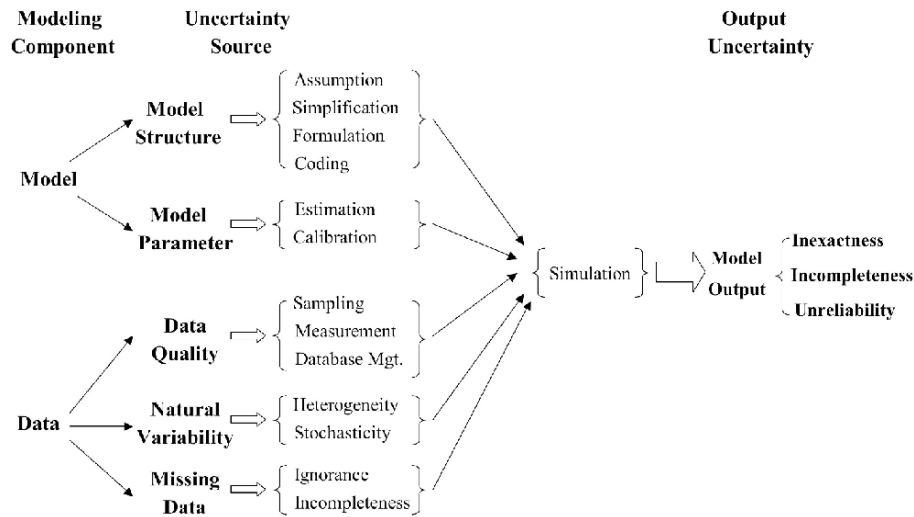 Modeling
Component
Uncertainty
Source
Output
Uncertainty
Model
Model
Structure
Assumption
Simplification
Formulation
Coding
Model
Parameter
Estimation
Calibration
Data
Data
Quality
Sampling
Measurement
Database Mgt.
Natural
Variability
Heterogeneity
Stochasticity
Missing
Data
Ignorance
Incompleteness
Simulation
Model
Output
Inexactness
Incompleteness
Unreliability